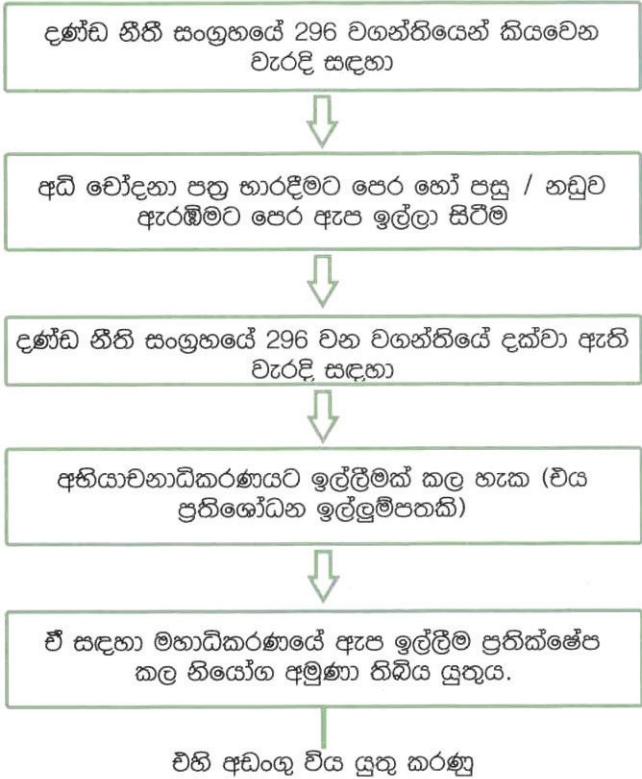 දණ්ඩ නීතී සංග්‍රහයේ 296 වගන්තියෙන් කියවෙන
වැරදි සඳහා
අධි චෝදනා පත්‍ර භාරදීමට පෙර හෝ පසු / නඩුව
ඇරඹීමට පෙර ඇප ඉල්ලා සිටීම
දණ්ඩ නීති සංග්‍රහයේ 296 වන වගන්තියේ දක්වා ඇති
වැරදි සඳහා
අභියාචනාධිකරණයට ඉල්ලීමක් කල හැක (එය
ප්‍රතිශෝධන ඉල්ලුම්පතකි)
ඒ සඳහා මහාධිකරණයේ ඇප ඉල්ලීම ප්‍රතික්ෂේප
කල නියෝග අමුණා තිබිය යුතුය.
එහි අඩංගු විය යුතු කරණු